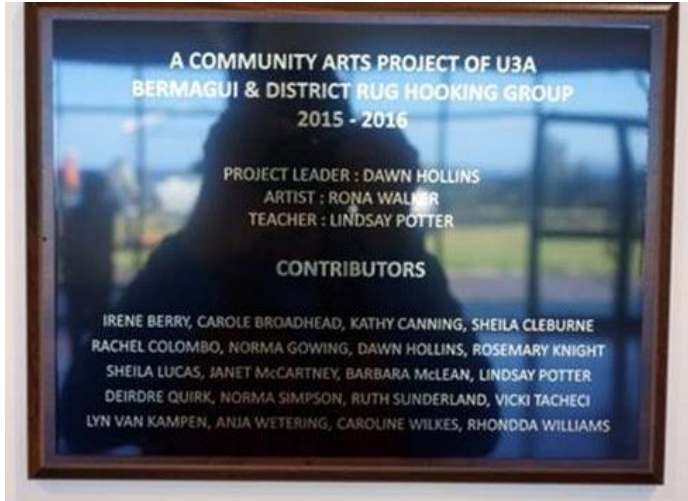 A COMMUNITY ARTS PROJECT OF U3A
BERMAGUI & DISTRICT RUG HOOKING GROUP
2015 - 2016
PROJECT LEADER : DAWN HOLLINS
ARTIST : RONA WALKER
TEACHER : LINDSAY POTTER
CONTRIBUTORS
IRENE BERRY, CAROLE BROADHEAD, KATHY CANNING, SHEILA CLEBURNE
RACHEL COLOMBO, NORMA GOWING, DAWN HOLLINS, ROSEMARY KNIGHT
SHEILA LUCAS, JANET McCARTNEY, BARBARA McLEAN, LINDSAY POTTER
DEIRDRE QUIRK, NORMA SIMPSON, RUTH SUNDERLAND, VICKI TACHECI
LYN VAN KAMPEN, ANJA WETERING, CAROLINE WILKES, RHONDDA WILLIAMS